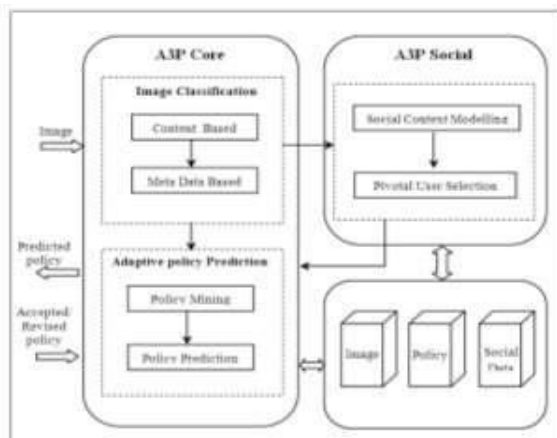 A3P Core
Image Classification
Content Based
Meta Data Based
Adaptive policy Prediction
Policy Mining
Policy Prediction
Image
Predicted
policy
Accepted/
Revised
policy
A3P Social
Social Content Modelling
Pivotal User Selection
Image
Policy
Social
Data